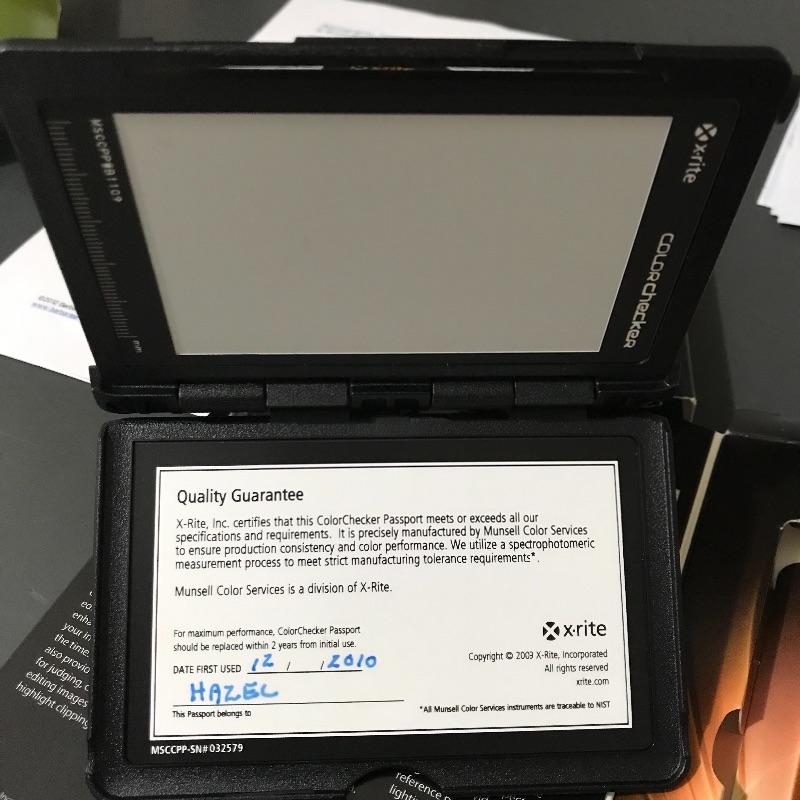 MSCCPPWB1109
mm
x-rite
COLORchecker
Quality Guarantee
X-Rite, Inc. certifies that this ColorChecker Passport meets or exceeds all our
specifications and requirements. It is precisely manufactured by Munsell Color Services
to ensure production consistency and color performance. We utilize a spectrophotomeric
measurement process to meet strict manufacturing tolerance requirements*.
Munsell Color Services is a division of X-Rite.
For maximum performance, ColorChecker Passport
should be replaced within 2 years from initial use.
DATE FIRST USED 12 / / 2010
HAZEL
This Passport belongs to
x-rite
Copyright © 2009 X-Rite, Incorporated
All rights reserved
xrite.com
*All Munsell Color Services instruments are traceable to NIST
MSCCPP-SN# 032579
your
the time.
also
for judging,
editing images
highlight
reference